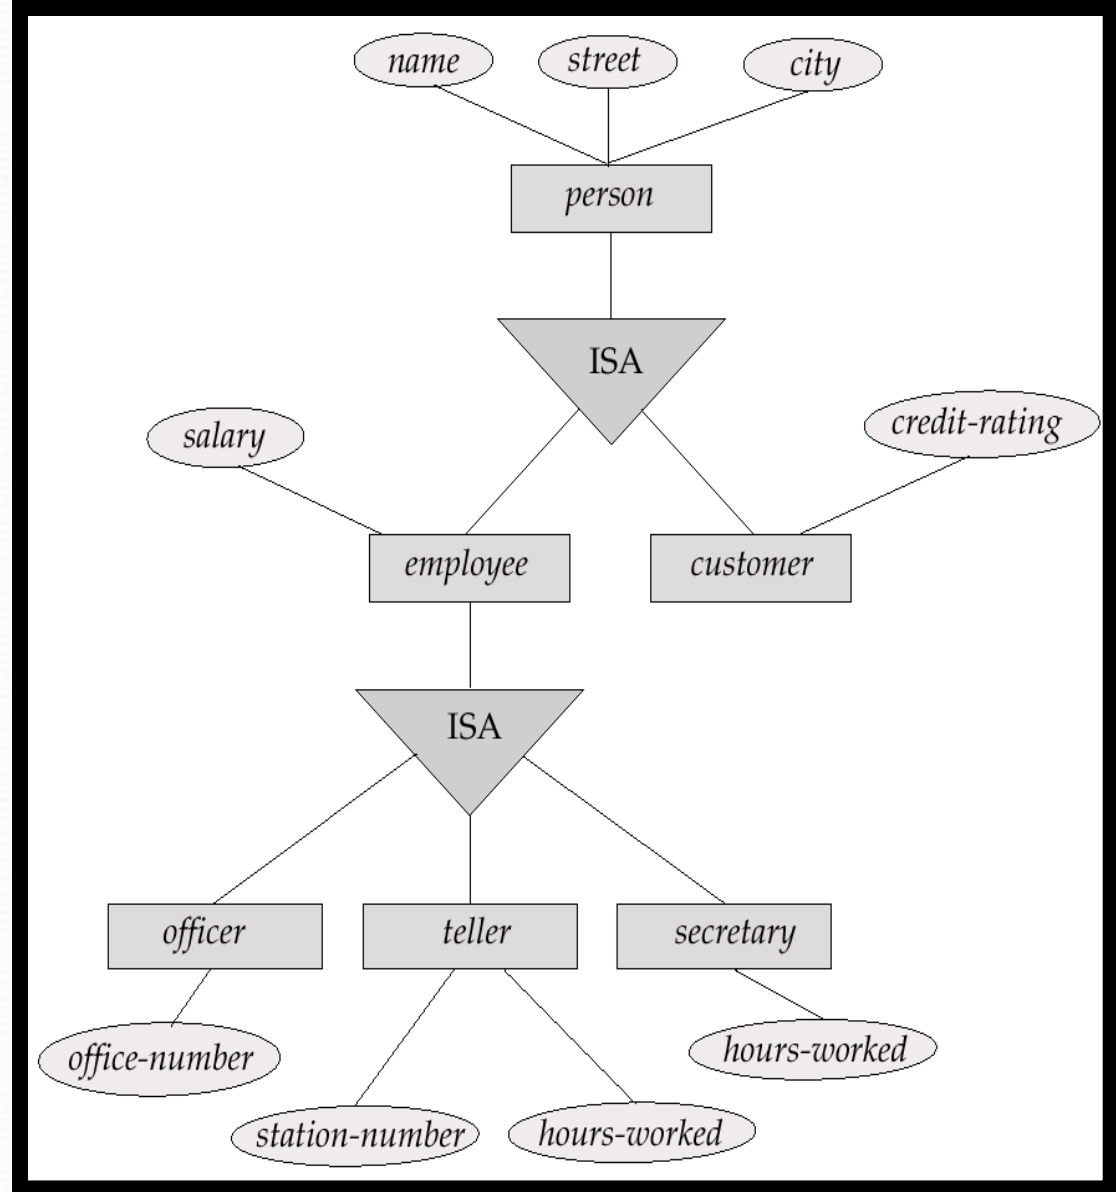 name
street
city
person
ISA
salary
credit-rating
employee
customer
ISA
officer
teller
secretary
office-number
hours-worked
station-number
hours-worked